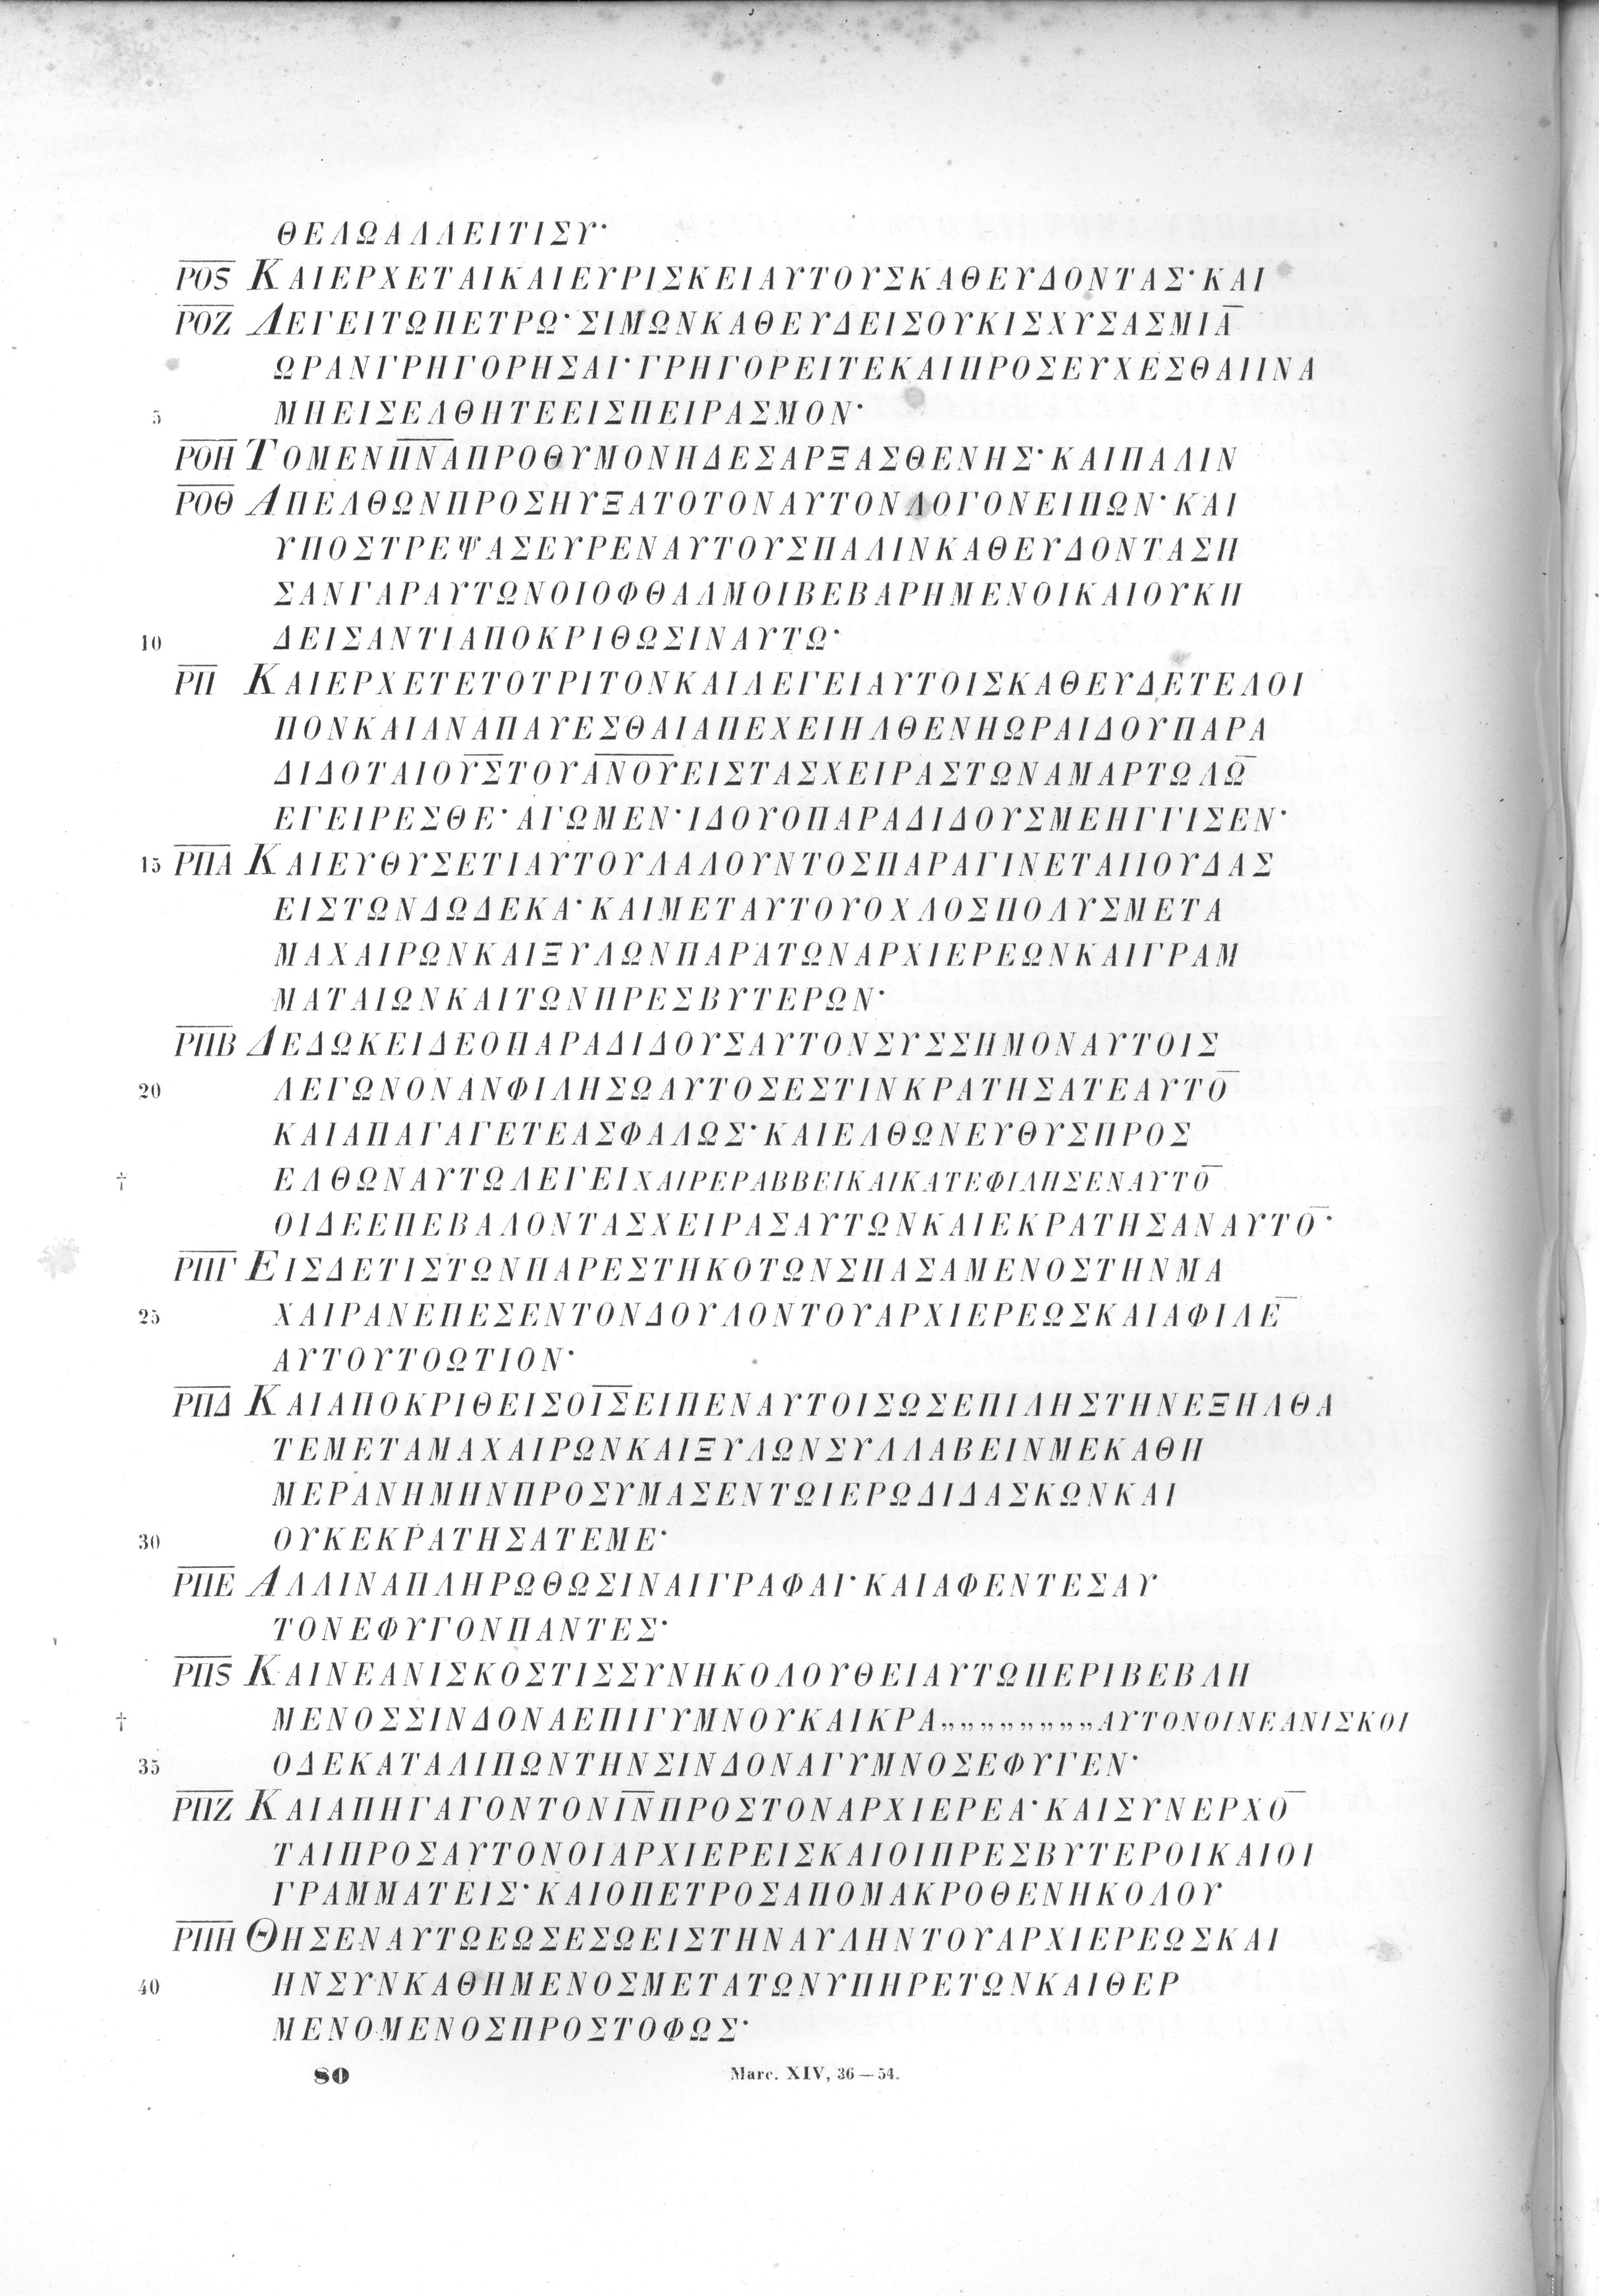 ΘΕΛΩΑΛΛΕΙΤΙΣΥ·
ΡΟS ΚΑΙΕΡΧΕΤΑΙΚΑΙΕΥΡΙΣΚΕΙΑΥΤΟΥΣΚΑΘΕΥΔΟΝΤΑΣ·ΚΑΙ
ΡΟΖ ΛΕΓΕΙΤΩΠΕΤΡΩ·ΣΙΜΩΝΚΑΘΕΥΔΕΙΣΟΥΚΙΣΧΥΣΑΣΜΙΑ̅
ΩΡΑΝΓΡΗΓΟΡΗΣΑΙ·ΓΡΗΓΟΡΕΙΤΕΚΑΙΠΡΟΣΕΥΧΕΣΘΑΙΙΝΑ
5 ΜΗΕΙΣΕΛΘΗΤΕΕΙΣΠΕΙΡΑΣΜΟΝ·
ΡΟΗ ΤΟΜΕΝΠ̅Ν̅ΑΠΡΟΘΥΜΟΝΗΔΕΣΑΡΞΑΣΘΕΝΗΣ·ΚΑΙΠΑΛΙΝ
ΡΟΘ ΑΠΕΛΘΩΝΠΡΟΣΗΥΞΑΤΟΤΟΝΑΥΤΟΝΛΟΓΟΝΕΙΠΩΝ·ΚΑΙ
ΥΠΟΣΤΡΕΨΑΣΕΥΡΕΝΑΥΤΟΥΣΠΑΛΙΝΚΑΘΕΥΔΟΝΤΑΣΗ
ΣΑΝΓΑΡΑΥΤΩΝΟΙΟΦΘΑΛΜΟΙΒΕΒΑΡΗΜΕΝΟΙΚΑΙΟΥΚΗ
10 ΔΕΙΣΑΝΤΙΑΠΟΚΡΙΘΩΣΙΝΑΥΤΩ·
ΡΠ ΚΑΙΕΡΧΕΤΕΤΟΤΡΙΤΟΝΚΑΙΛΕΓΕΙΑΥΤΟΙΣΚΑΘΕΥΔΕΤΕΛΟΙ
ΠΟΝΚΑΙΑΝΑΠΑΥΕΣΘΑΙΑΠΕΧΕΙΗΛΘΕΝΗΩΡΑΙΔΟΥΠΑΡΑ
ΔΙΔΟΤΑΙΟΥ̅Σ̅ΤΟΥΑ̅Ν̅Ο̅Υ̅ΕΙΣΤΑΣΧΕΙΡΑΣΤΩΝΑΜΑΡΤΩΛΩ̅
ΕΓΕΙΡΕΣΘΕ·ΑΓΩΜΕΝ·ΙΔΟΥΟΠΑΡΑΔΙΔΟΥΣΜΕΗΓΓΙΣΕΝ·
15 ΡΠΑ ΚΑΙΕΥΘΥΣΕΤΙΑΥΤΟΥΛΑΛΟΥΝΤΟΣΠΑΡΑΓΙΝΕΤΑΙΙΟΥΔΑΣ
ΕΙΣΤΩΝΔΩΔΕΚΑ·ΚΑΙΜΕΤΑΥΤΟΥΟΧΛΟΣΠΟΛΥΣΜΕΤΑ
ΜΑΧΑΙΡΩΝΚΑΙΞΥΛΩΝΠΑΡΑΤΩΝΑΡΧΙΕΡΕΩΝΚΑΙΓΡΑΜ
ΜΑΤΑΙΩΝΚΑΙΤΩΝΠΡΕΣΒΥΤΕΡΩΝ·
ΡΠΒ ΔΕΔΩΚΕΙΔΕΟΠΑΡΑΔΙΔΟΥΣΑΥΤΟΝΣΥΣΣΗΜΟΝΑΥΤΟΙΣ
20 ΛΕΓΩΝΟΝΑΝΦΙΛΗΣΩΑΥΤΟΣΕΣΤΙΝΚΡΑΤΗΣΑΤΕΑΥΤΟ̅
ΚΑΙΑΠΑΓΑΓΕΤΕΑΣΦΑΛΩΣ·ΚΑΙΕΛΘΩΝΕΥΘΥΣΠΡΟΣ
† ΕΛΘΩΝΑΥΤΩΛΕΓΕΙΧΑΙΡΕΡΑΒΒΕΙΚΑΙΚΑΤΕΦΙΛΗΣΕΝΑΥΤΟ̅
ΟΙΔΕΕΠΕΒΑΛΟΝΤΑΣΧΕΙΡΑΣΑΥΤΩΝΚΑΙΕΚΡΑΤΗΣΑΝΑΥΤΟ̅·
ΡΠΓ ΕΙΣΔΕΤΙΣΤΩΝΠΑΡΕΣΤΗΚΟΤΩΝΣΠΑΣΑΜΕΝΟΣΤΗΝΜΑ
25 ΧΑΙΡΑΝΕΠΕΣΕΝΤΟΝΔΟΥΛΟΝΤΟΥΑΡΧΙΕΡΕΩΣΚΑΙΑΦΙΛΕ̅
ΑΥΤΟΥΤΟΩΤΙΟΝ·
ΡΠΔ ΚΑΙΑΠΟΚΡΙΘΕΙΣΟΙ̅Σ̅ΕΙΠΕΝΑΥΤΟΙΣΩΣΕΠΙΛΗΣΤΗΝΕΞΗΛΘΑ
ΤΕΜΕΤΑΜΑΧΑΙΡΩΝΚΑΙΞΥΛΩΝΣΥΛΛΑΒΕΙΝΜΕΚΑΘΗ
ΜΕΡΑΝΗΜΗΝΠΡΟΣΥΜΑΣΕΝΤΩΙΕΡΩΔΙΔΑΣΚΩΝΚΑΙ
30 ΟΥΚΕΚΡΑΤΗΣΑΤΕΜΕ·
ΡΠΕ ΑΛΛΙΝΑΠΛΗΡΩΘΩΣΙΝΑΙΓΡΑΦΑΙ·ΚΑΙΑΦΕΝΤΕΣΑΥ
ΤΟΝΕΦΥΓΟΝΠΑΝΤΕΣ·
ΡΠS ΚΑΙΝΕΑΝΙΣΚΟΣΤΙΣΣΥΝΗΚΟΛΟΥΘΕΙΑΥΤΩΠΕΡΙΒΕΒΛΗ
† ΜΕΝΟΣΣΙΝΔΟΝΑΕΠΙΓΥΜΝΟΥΚΑΙΚΡΑ„„„„„„„„ΑΥΤΟΝΟΙΝΕΑΝΙΣΚΟΙ
35 ΟΔΕΚΑΤΑΛΙΠΩΝΤΗΝΣΙΝΔΟΝΑΓΥΜΝΟΣΕΦΥΓΕΝ·
ΡΠΖ ΚΑΙΑΠΗΓΑΓΟΝΤΟΝΙ̅Ν̅ΠΡΟΣΤΟΝΑΡΧΙΕΡΕΑ·ΚΑΙΣΥΝΕΡΧΟ̅
ΤΑΙΠΡΟΣΑΥΤΟΝΟΙΑΡΧΙΕΡΕΙΣΚΑΙΟΙΠΡΕΣΒΥΤΕΡΟΙΚΑΙΟΙ
ΓΡΑΜΜΑΤΕΙΣ·ΚΑΙΟΠΕΤΡΟΣΑΠΟΜΑΚΡΟΘΕΝΗΚΟΛΟΥ
ΡΠΗ ΘΗΣΕΝΑΥΤΩΕΩΣΕΣΩΕΙΣΤΗΝΑΥΛΗΝΤΟΥΑΡΧΙΕΡΕΩΣΚΑΙ
40 ΗΝΣΥΝΚΑΘΗΜΕΝΟΣΜΕΤΑΤΩΝΥΠΗΡΕΤΩΝΚΑΙΘΕΡ
ΜΕΝΟΜΕΝΟΣΠΡΟΣΤΟΦΩΣ·
80 Marc. XIV, 36—54.